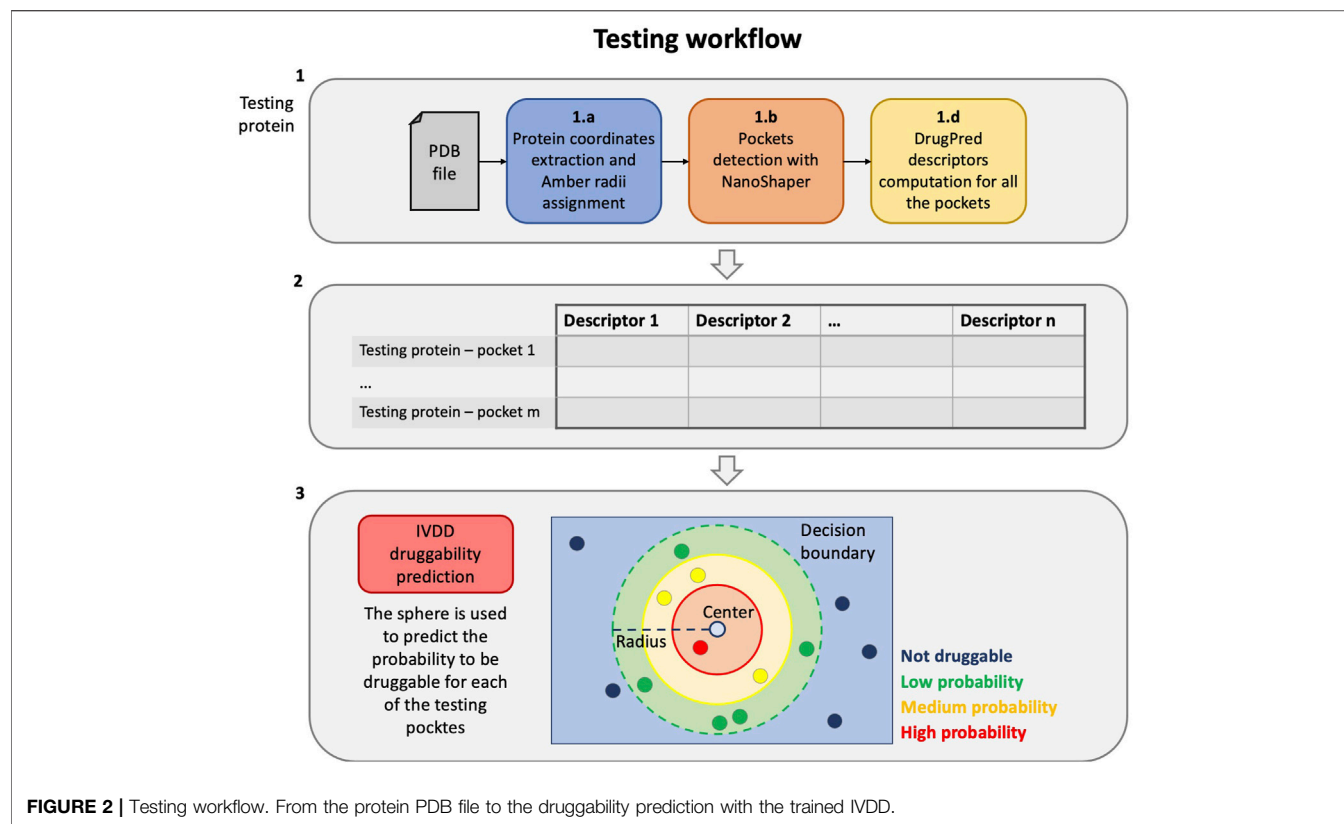 Testing workflow
1
Testing
protein
PDB
file
1.a
Protein coordinates
extraction and
Amber radii
assignment
1.b
Pockets
detection with
NanoShaper
1.d
DrugPred
descriptors
computation for all
the pockets
2
Descriptor 1 Descriptor 2 ... Descriptor n
Testing protein – pocket 1
...
Testing protein – pocket m
3
IVDD
druggability
prediction
The sphere is used
to predict the
probability to be
druggable for each
of the testing
pocktes
Decision
boundary
Center
Radius
Not druggable
Low probability
Medium probability
High probability
FIGURE 2 | Testing workflow. From the protein PDB file to the druggability prediction with the trained IVDD.